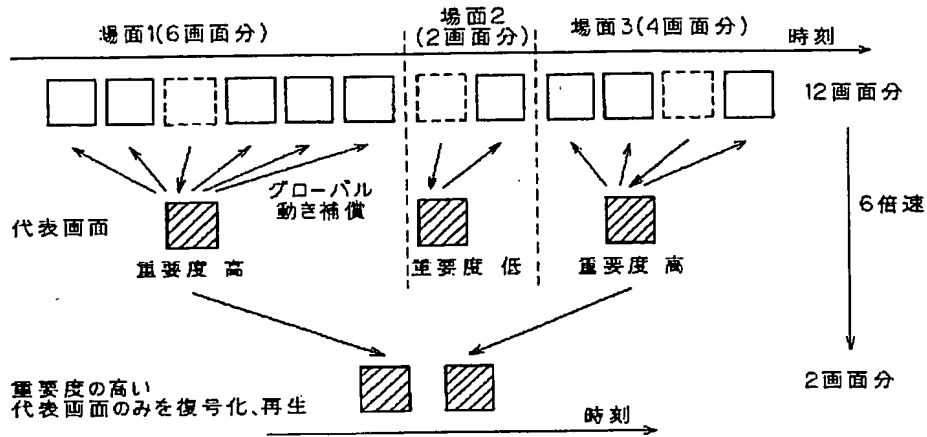 場面1(6画面分)
場面2
(2画面分)
場面3(4画面分)
時刻
12画面分
グローバル
動き補償
6倍速
代表画面
重要度 高
重要度 低
重要度 高
2画面分
重要度の高い
代表画面のみを復号化、再生
時刻